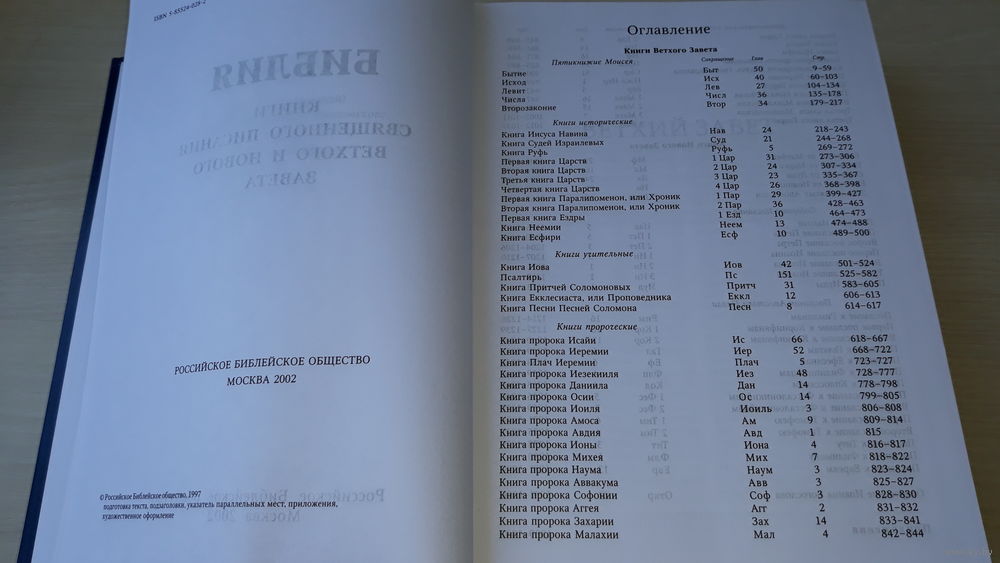 ISBN 5-85524-028-2
РОССИЙСКОЕ БИБЛЕЙСКОЕ ОБЩЕСТВО
МОСКВА 2002
© Российское Библейское общество, 1997
подготовка текста, подзаголовки, указатель параллельных мест, приложения,
художественное оформление
Оглавление
Книги Ветхого Завета
Пятикнижие Моисея Сокращение Глав Стр.
Бытие Быт 50 9–59
Исход Исх 40 60–103
Левит Лев 27 104–134
Числа Числ 36 135–178
Второзаконие Втор 34 179–217
Книги исторические
Книга Иисуса Навина Нав 24 218–243
Книга Судей Израилевых Суд 21 244–268
Книга Руфь Руфь 5 269–272
Первая книга Царств 1 Цар 31 273–306
Вторая книга Царств 2 Цар 24 307–334
Третья книга Царств 3 Цар 23 335–367
Четвертая книга Царств 4 Цар 26 368–398
Первая книга Паралипоменон, или Хроник 1 Пар 29 399–427
Вторая книга Паралипоменон, или Хроник 2 Пар 36 428–463
Первая книга Ездры 1 Езд 10 464–473
Книга Неемии Неем 13 474–488
Книга Есфири Есф 10 489–500
Книги учительные
Книга Иова Иов 42 501–524
Псалтирь Пс 151 525–582
Книга Притчей Соломоновых Притч 31 583–605
Книга Екклесиаста, или Проповедника Еккл 12 606–613
Книга Песни Песней Соломона Песн 8 614–617
Книги пророческие
Книга пророка Исайи Ис 66 618–667
Книга пророка Иеремии Иер 52 668–722
Книга Плач Иеремии Плач 5 723–727
Книга пророка Иезекииля Иез 48 728–777
Книга пророка Даниила Дан 14 778–798
Книга пророка Осии Ос 14 799–805
Книга пророка Иоиля Иоиль 3 806–808
Книга пророка Амоса Ам 9 809–814
Книга пророка Авдия Авд 1 815
Книга пророка Ионы Иона 4 816–817
Книга пророка Михея Мих 7 818–822
Книга пророка Наума Наум 3 823–824
Книга пророка Аввакума Авв 3 825–827
Книга пророка Софонии Соф 3 828–830
Книга пророка Аггея Агг 2 831–832
Книга пророка Захарии Зах 14 833–841
Книга пророка Малахии Мал 4 842–844